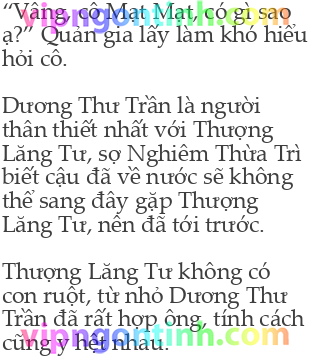 “Vâng, cô Mạt Mạt, có gì sao
ạ?” Quản gia lấy làm khó hiểu
hỏi cô.
Dương Thư Trần là người
thân thiết nhất với Thượng
Lăng Tư, sợ Nghiêm Thừa Trì
biết cậu đã về nước sẽ không
thể sang đây gặp Thượng
Lăng Tư, nên đã tới trước.
Thượng Lăng Tư không có
con ruột, từ nhỏ Dương Thư
Trần đã rất hợp ông, tính cách
cũng y hệt nhau.
vipngontinh.com
vipngontinh.com